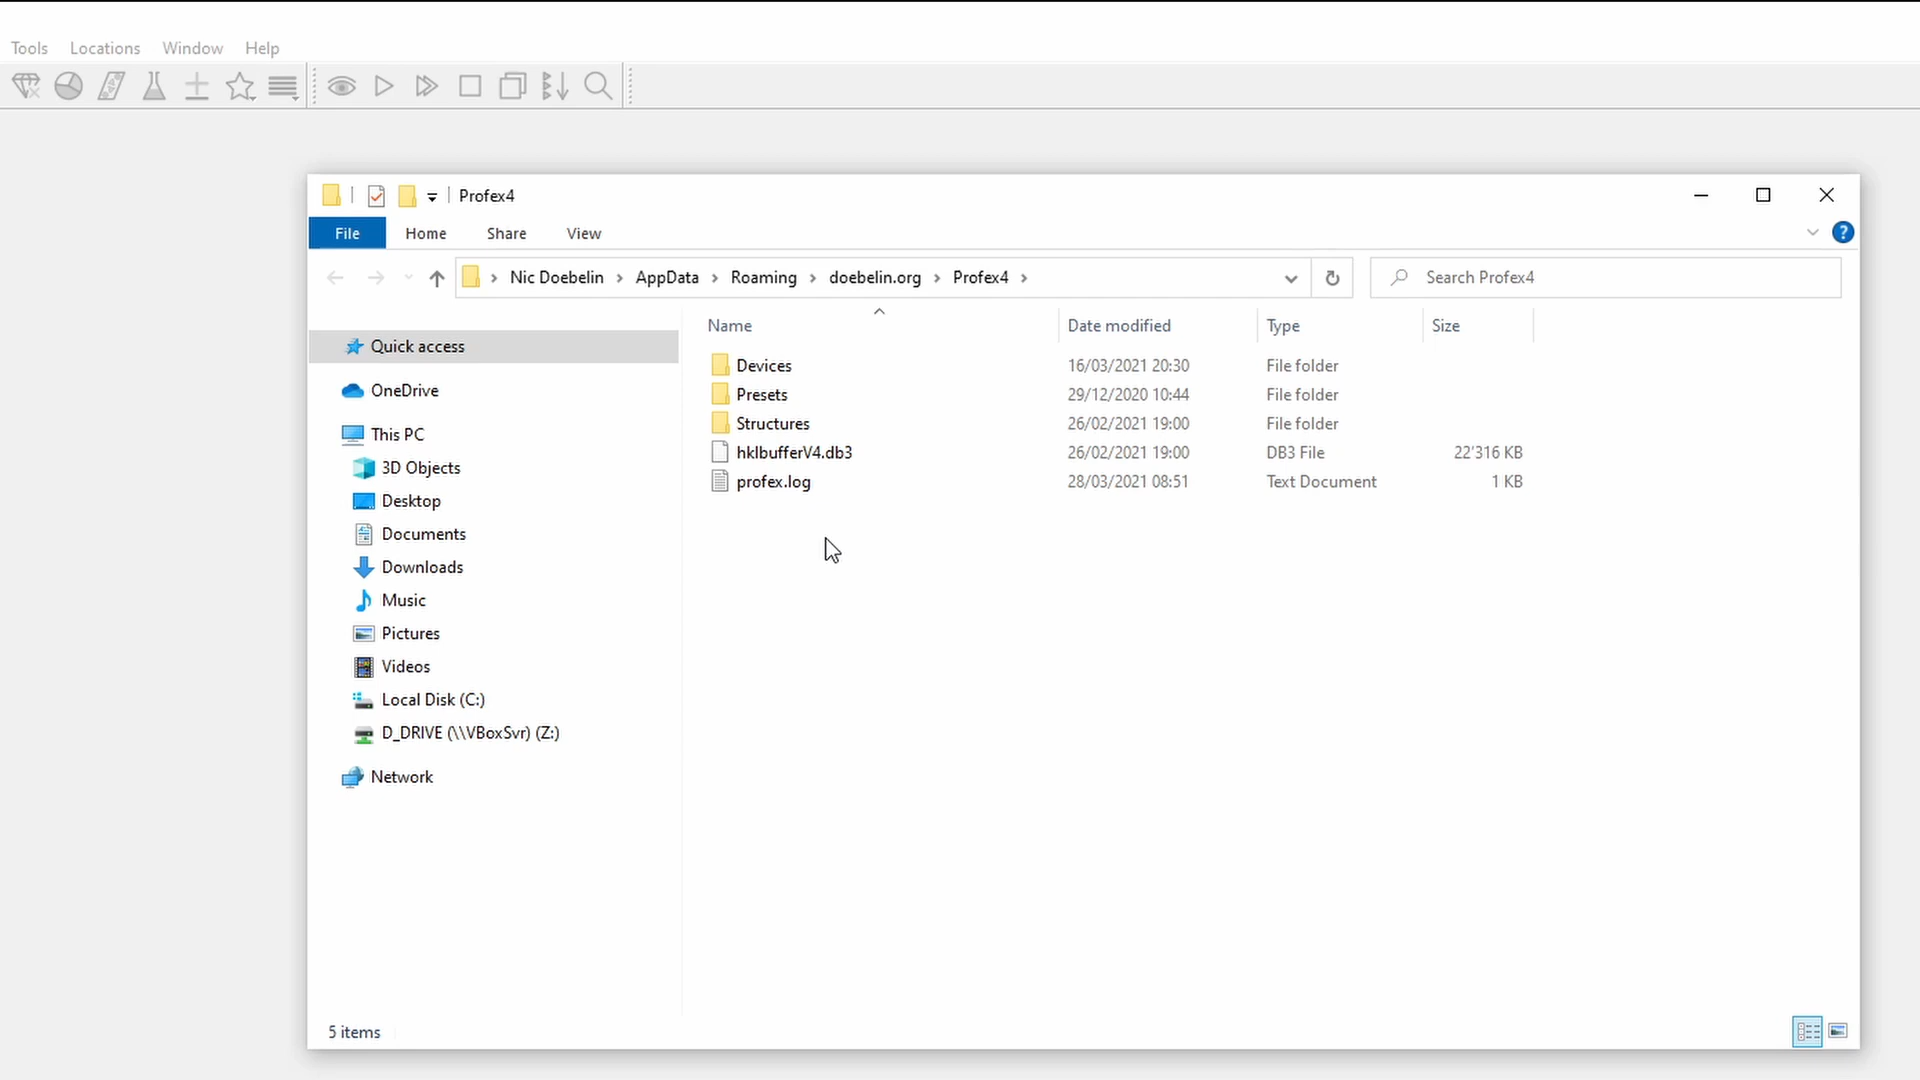 Tools Locations Window Help
Profex4
File Home Share View
?
Nic Doebelin AppData Roaming doebelin.org Profex4 Search Profex4
Name Date modified Type Size
Quick access
OneDrive
This PC
3D Objects
Desktop
Documents
Downloads
Music
Pictures
Videos
Local Disk (C:)
D_DRIVE (\\VBoxSvr) (Z:)
Network
Devices 16/03/2021 20:30 File folder
Presets 29/12/2020 10:44 File folder
Structures 26/02/2021 19:00 File folder
hklbufferV4.db3 26/02/2021 19:00 DB3 File 22'316 KB
profex.log 28/03/2021 08:51 Text Document 1 KB
5 items